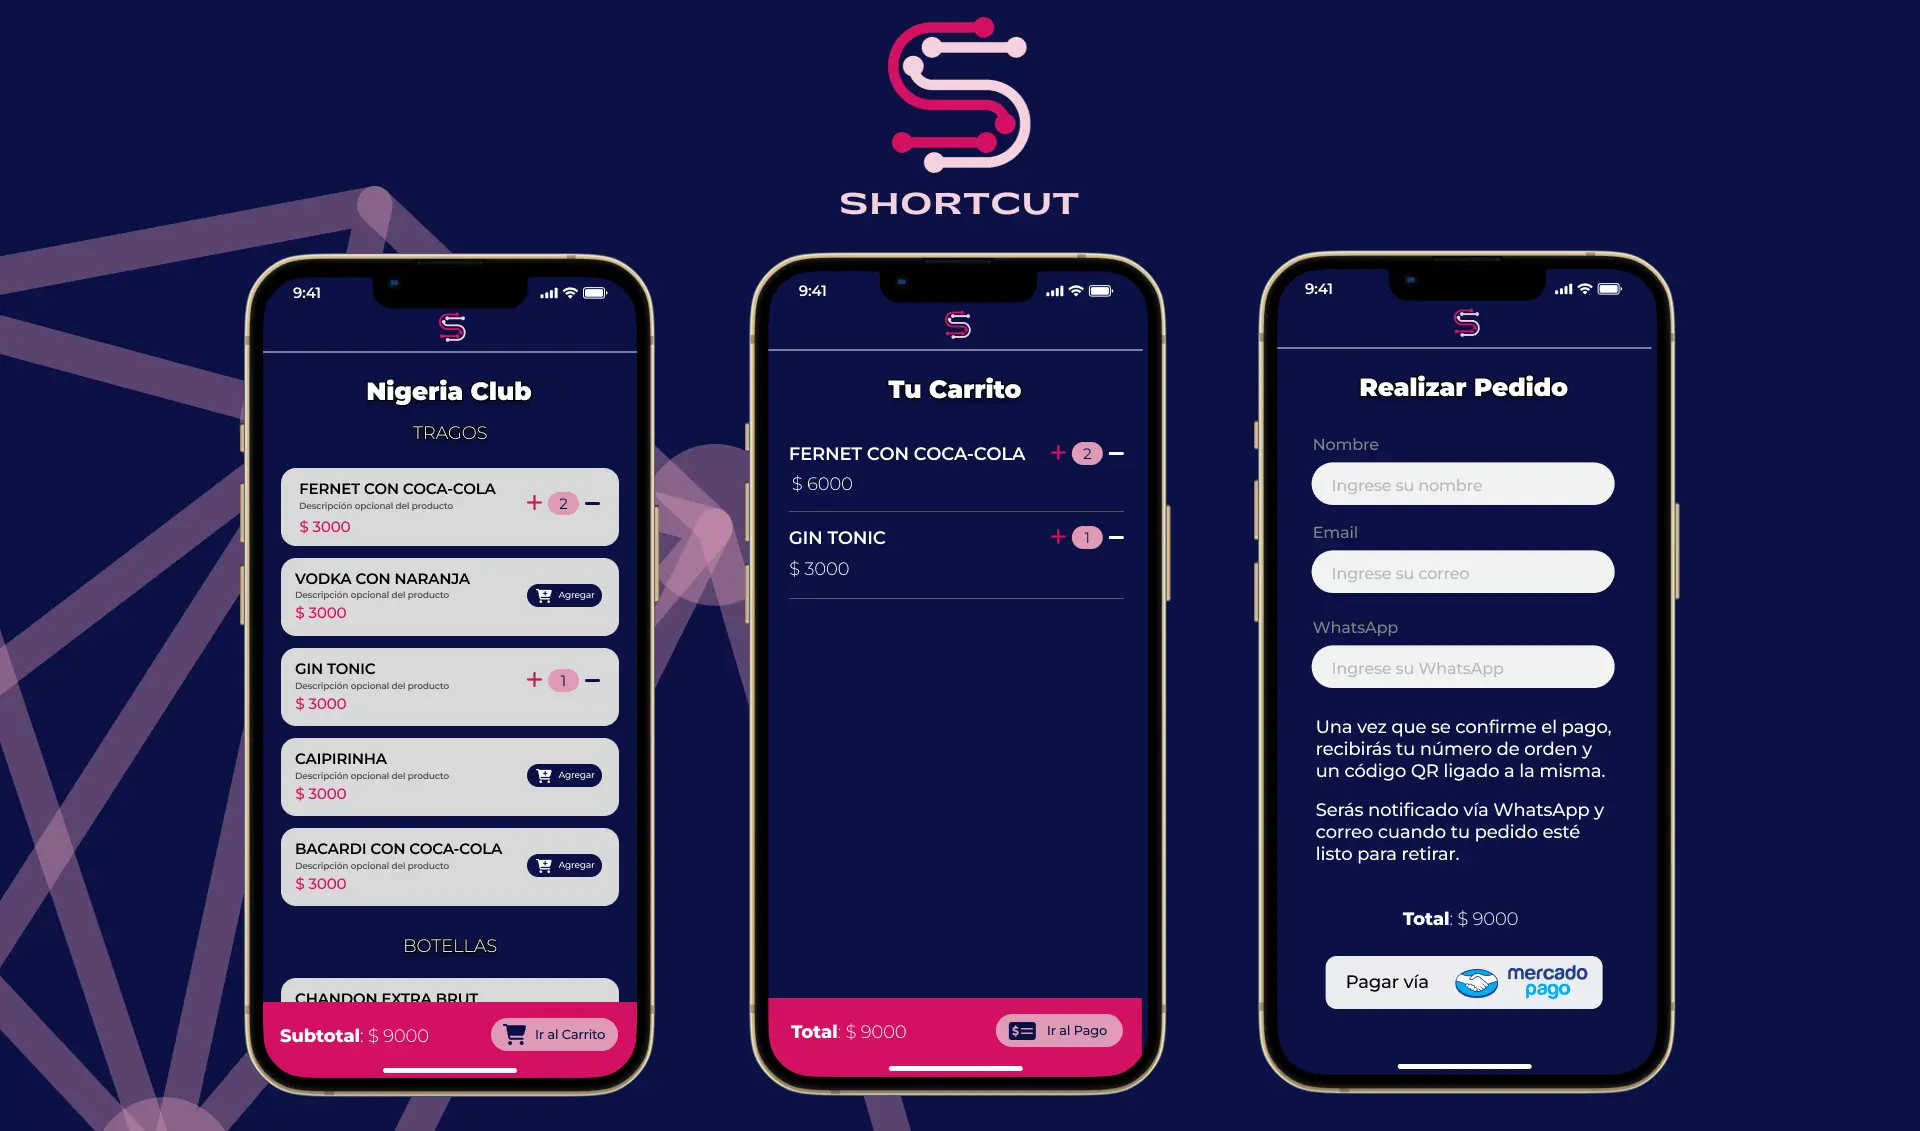 SHORTCUT
9:41
Nigeria Club
TRAGOS
FERNET CON COCA-COLA
Descripción opcional del producto
$ 3000
+ 2 −
VODKA CON NARANJA
Descripción opcional del producto
$ 3000
Agregar
GIN TONIC
Descripción opcional del producto
$ 3000
+ 1 −
CAIPIRINHA
Descripción opcional del producto
$ 3000
Agregar
BACARDI CON COCA-COLA
Descripción opcional del producto
$ 3000
Agregar
BOTELLAS
CHANDON EXTRA BRUT
Subtotal: $ 9000
Ir al Carrito
9:41
Tu Carrito
FERNET CON COCA-COLA
+ 2 −
$ 6000
GIN TONIC
+ 1 −
$ 3000
Total: $ 9000
Ir al Pago
9:41
Realizar Pedido
Nombre
Ingrese su nombre
Email
Ingrese su correo
WhatsApp
Ingrese su WhatsApp
Una vez que se confirme el pago,
recibirás tu número de orden y
un código QR ligado a la misma.
Serás notificado vía WhatsApp y
correo cuando tu pedido esté
listo para retirar.
Total: $ 9000
Pagar vía
mercado
pago